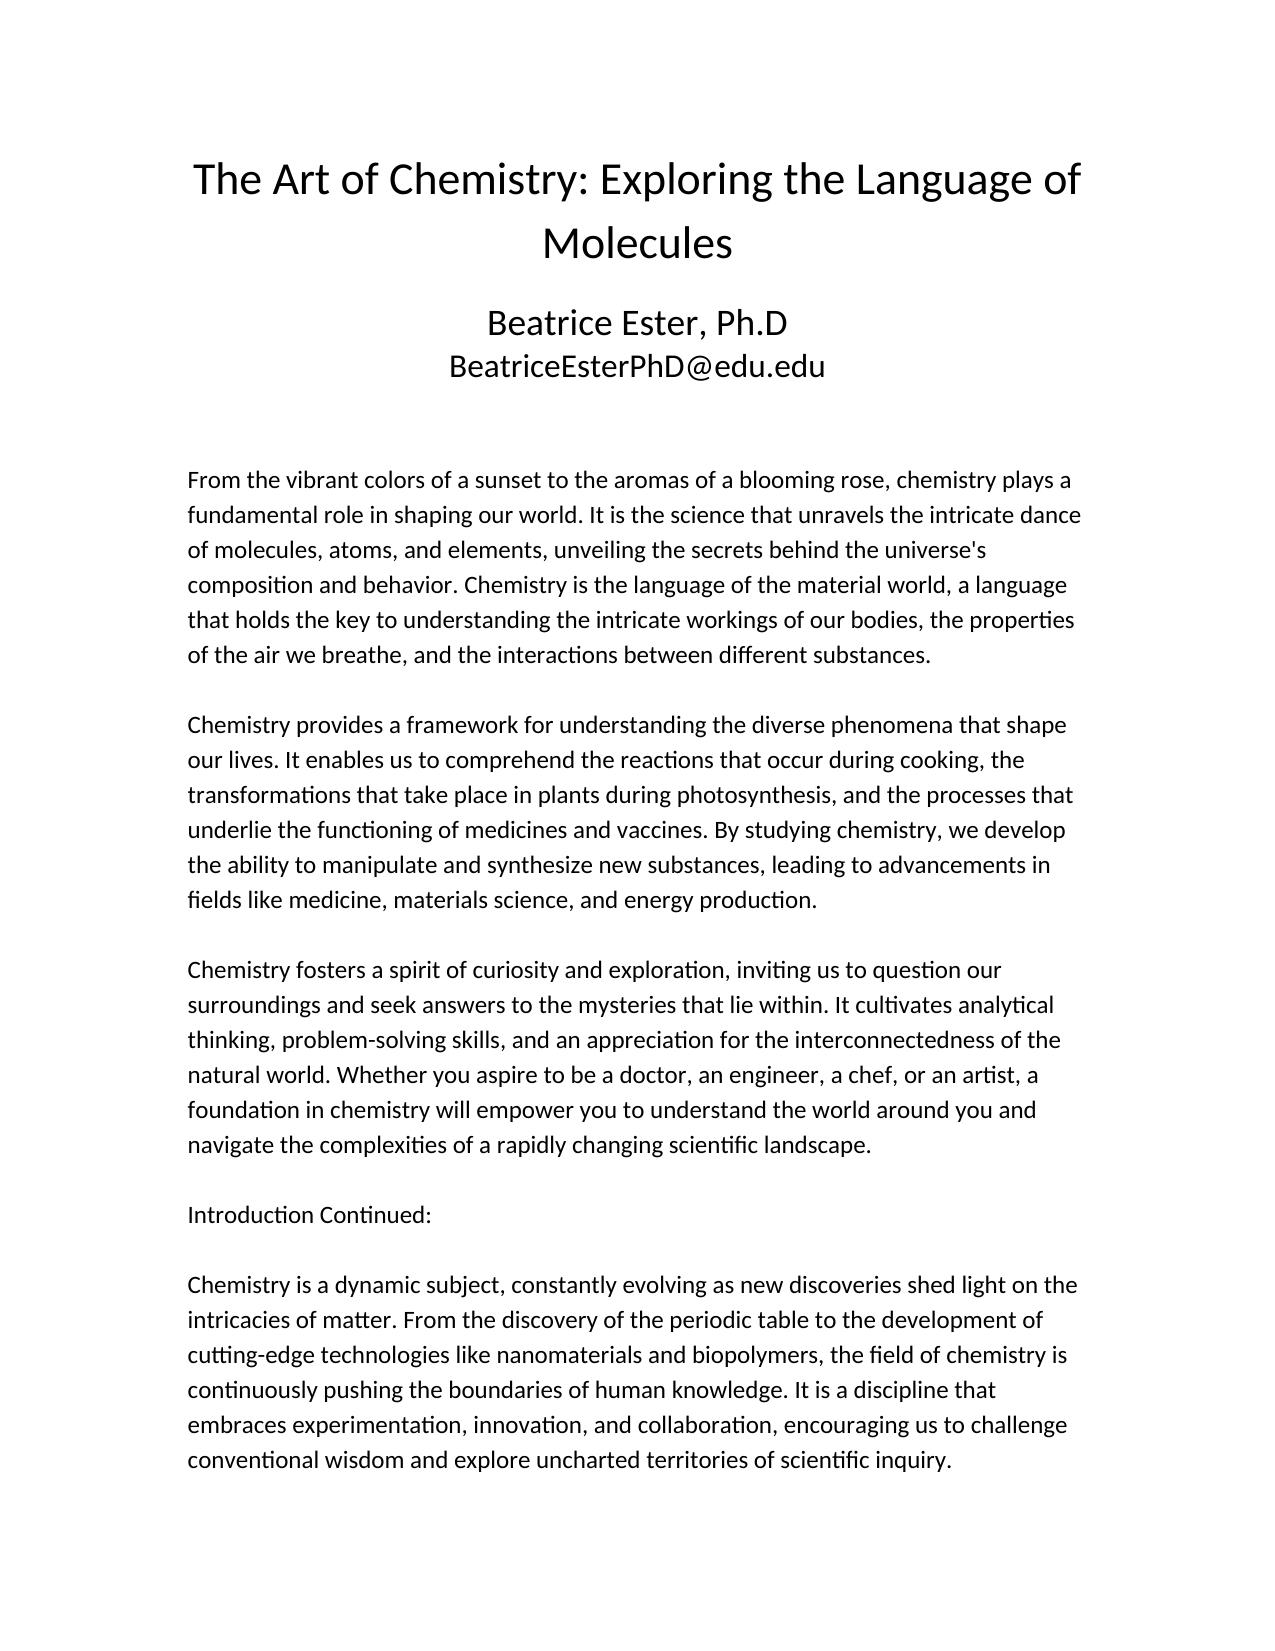 The Art of Chemistry: Exploring the Language of
Molecules
Beatrice Ester, Ph.D
BeatriceEsterPhD@edu.edu
From the vibrant colors of a sunset to the aromas of a blooming rose, chemistry plays a
fundamental role in shaping our world. It is the science that unravels the intricate dance
of molecules, atoms, and elements, unveiling the secrets behind the universe's
composition and behavior. Chemistry is the language of the material world, a language
that holds the key to understanding the intricate workings of our bodies, the properties
of the air we breathe, and the interactions between different substances.
Chemistry provides a framework for understanding the diverse phenomena that shape
our lives. It enables us to comprehend the reactions that occur during cooking, the
transformations that take place in plants during photosynthesis, and the processes that
underlie the functioning of medicines and vaccines. By studying chemistry, we develop
the ability to manipulate and synthesize new substances, leading to advancements in
fields like medicine, materials science, and energy production.
Chemistry fosters a spirit of curiosity and exploration, inviting us to question our
surroundings and seek answers to the mysteries that lie within. It cultivates analytical
thinking, problem-solving skills, and an appreciation for the interconnectedness of the
natural world. Whether you aspire to be a doctor, an engineer, a chef, or an artist, a
foundation in chemistry will empower you to understand the world around you and
navigate the complexities of a rapidly changing scientific landscape.
Introduction Continued:
Chemistry is a dynamic subject, constantly evolving as new discoveries shed light on the
intricacies of matter. From the discovery of the periodic table to the development of
cutting-edge technologies like nanomaterials and biopolymers, the field of chemistry is
continuously pushing the boundaries of human knowledge. It is a discipline that
embraces experimentation, innovation, and collaboration, encouraging us to challenge
conventional wisdom and explore uncharted territories of scientific inquiry.